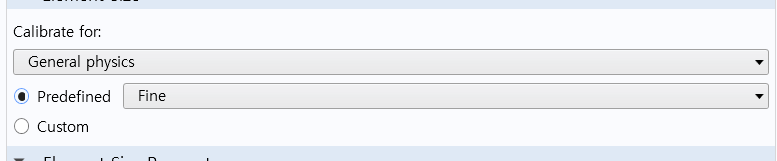 Calibrate for:
General physics
Predefined
Fine
Custom